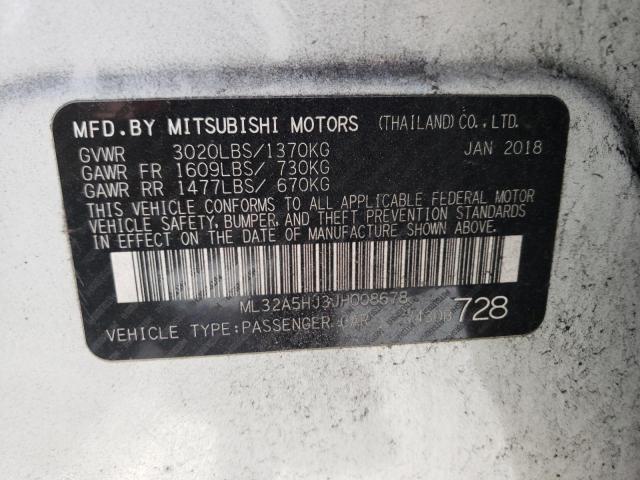 MFD.BY MITSUBISHI MOTORS (THAILAND) CO.,LTD.
GVWR 3020LBS/1370KG JAN 2018
GAWR FR 1609LBS/ 730KG
GAWR RR 1477LBS/ 670KG
THIS VEHICLE CONFORMS TO ALL APPLICABLE FEDERAL MOTOR
VEHICLE SAFETY, BUMPER, AND THEFT PREVENTION STANDARDS
IN EFFECT ON THE DATE OF MANUFACTURE SHOWN ABOVE.
ML32A5HJ3JH008678
VEHICLE TYPE:PASSENGER CAR 728